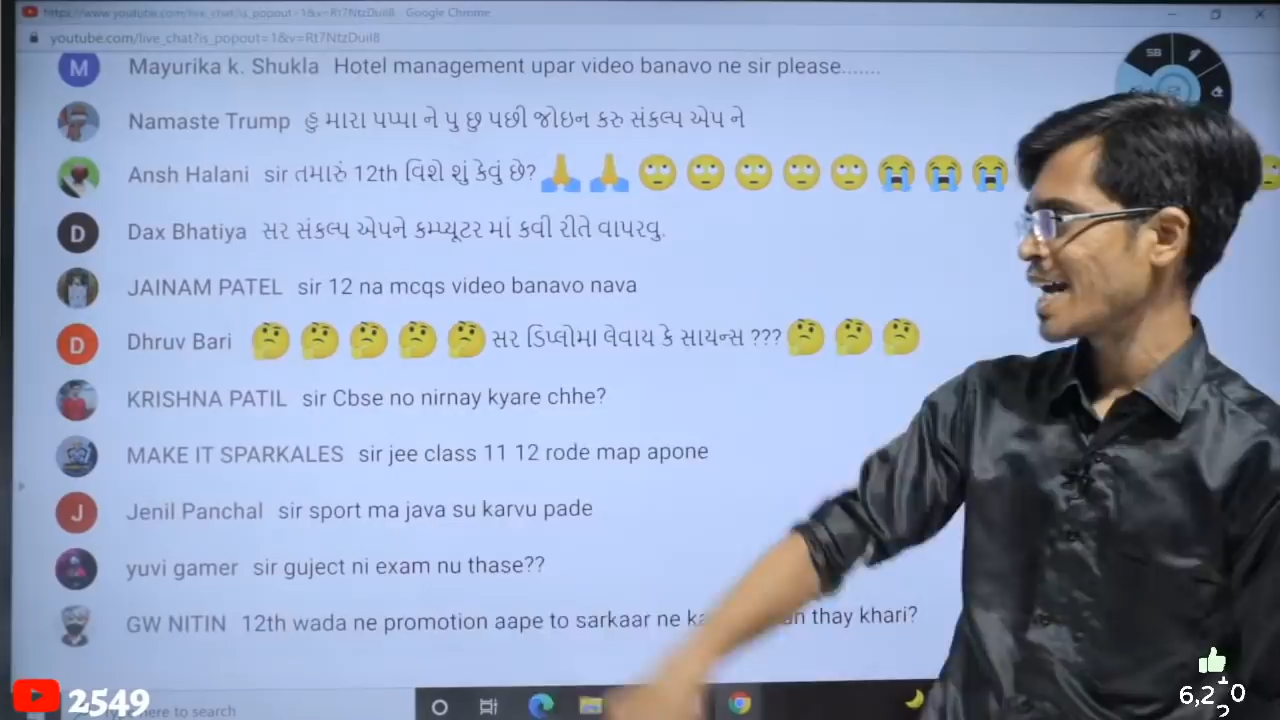 https://www.youtube.com/live_chat?is_popout=1&v=Rt7NtzDuiI8 - Google Chrome
youtube.com/live_chat?is_popout=1&v=Rt7NtzDuiI8
SB
M Mayurika k. Shukla Hotel management upar video banavo ne sir please.......
Namaste Trump હુ મારા પપ્પા ને પુ છુ પછી જોઇન કરુ સંકલ્પ એપ ને
Ansh Halani sir તમારું 12th વિશે શું કેવું છે? 🙏🙏🙄🙄🙄🙄🙄😭😭😭
D Dax Bhatiya સર સંકલ્પ એપને કમ્પ્યૂટર માં કવી રીતે વાપરવુ.
JAINAM PATEL sir 12 na mcqs video banavo nava
D Dhruv Bari 🤔🤔🤔🤔🤔 સર ડિપ્લોમા લેવાય કે સાયન્સ ??? 🤔🤔🤔
KRISHNA PATIL sir Cbse no nirnay kyare chhe?
MAKE IT SPARKALES sir jee class 11 12 rode map apone
J Jenil Panchal sir sport ma java su karvu pade
yuvi gamer sir guject ni exam nu thase??
GW NITIN 12th wada ne promotion aape to sarkaar ne thay khari?
2549 here to search